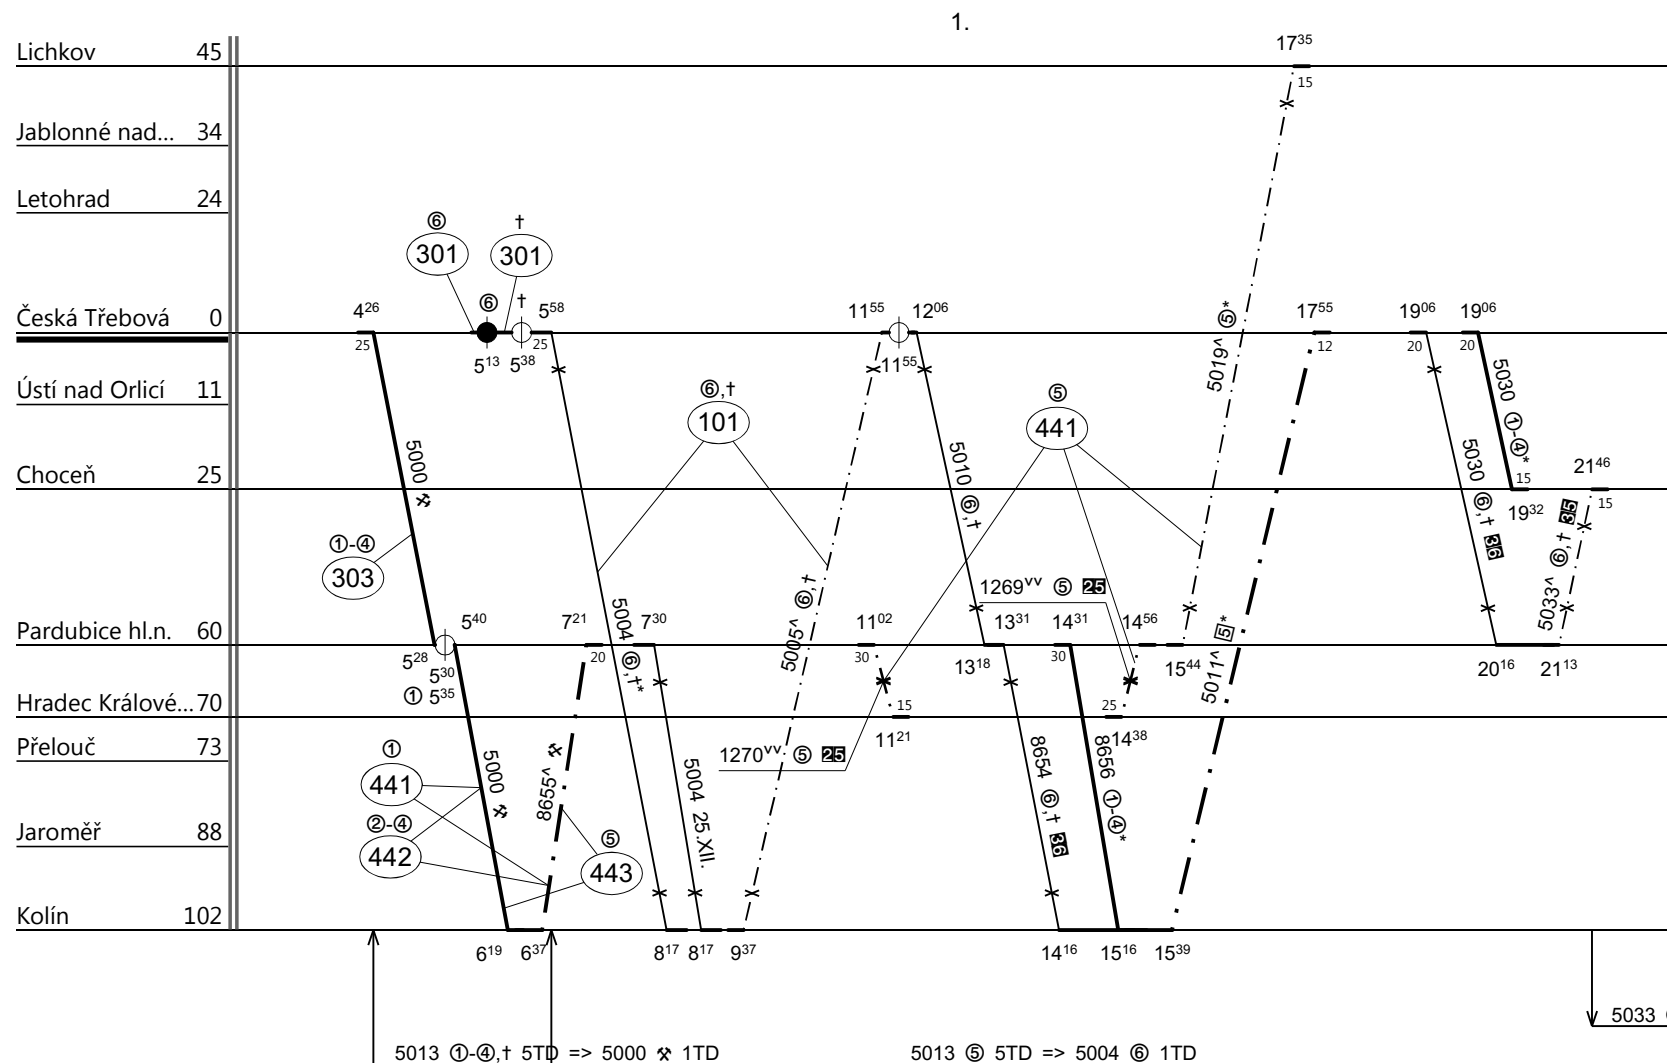 1.
Lichkov 45
17³⁵
15
Jablonné nad... 34
Letohrad 24
⑥ †
301 301
Česká Třebová 0
4²⁶ ⑥ † 5⁵⁸ 11⁵⁵ 12⁰⁶ 17⁵⁵ 19⁰⁶ 19⁰⁶
25 5¹³ 5³⁸ 25 11⁵⁵ 12 20 20
5019^ ⑤*
Ústí nad Orlicí 11
⑥,†
101
⑤
441
5000 ⚒
5010 ⑥,†
5030 ⑥,† 36
5030 ①-④*
Choceň 25
15 21⁴⁶
19³² 15
5033^ ⑥,† 35
①-④
303
1269ᵛᵛ ⑤ 25
Pardubice hl.n. 60
5⁴⁰ 7²¹ 7³⁰ 11⁰² 13³¹ 14³¹ 14⁵⁶
5²⁸ 20 30 13¹⁸ 30 15⁴⁴ 20¹⁶ 21¹³
5³⁰
① 5³⁵
5004 ⑥,†*
5005^ ⑥,†
5011^ 5*
Hradec Králové... 70
15 25
11²¹ 14³⁸
Přelouč 73
1270ᵛᵛ ⑤ 25
①
441
5000 ⚒
8655^ ⚒
5004 25.XII.
8654 ⑥,† 36
8656 ①-④*
Jaroměř 88
②-④
442
⑤
443
Kolín 102
6¹⁹ 6³⁷ 8¹⁷ 8¹⁷ 9³⁷ 14¹⁶ 15¹⁶ 15³⁹
5033
5013 ①-④,† 5TD => 5000 ⚒ 1TD
5013 ⑤ 5TD => 5004 ⑥ 1TD